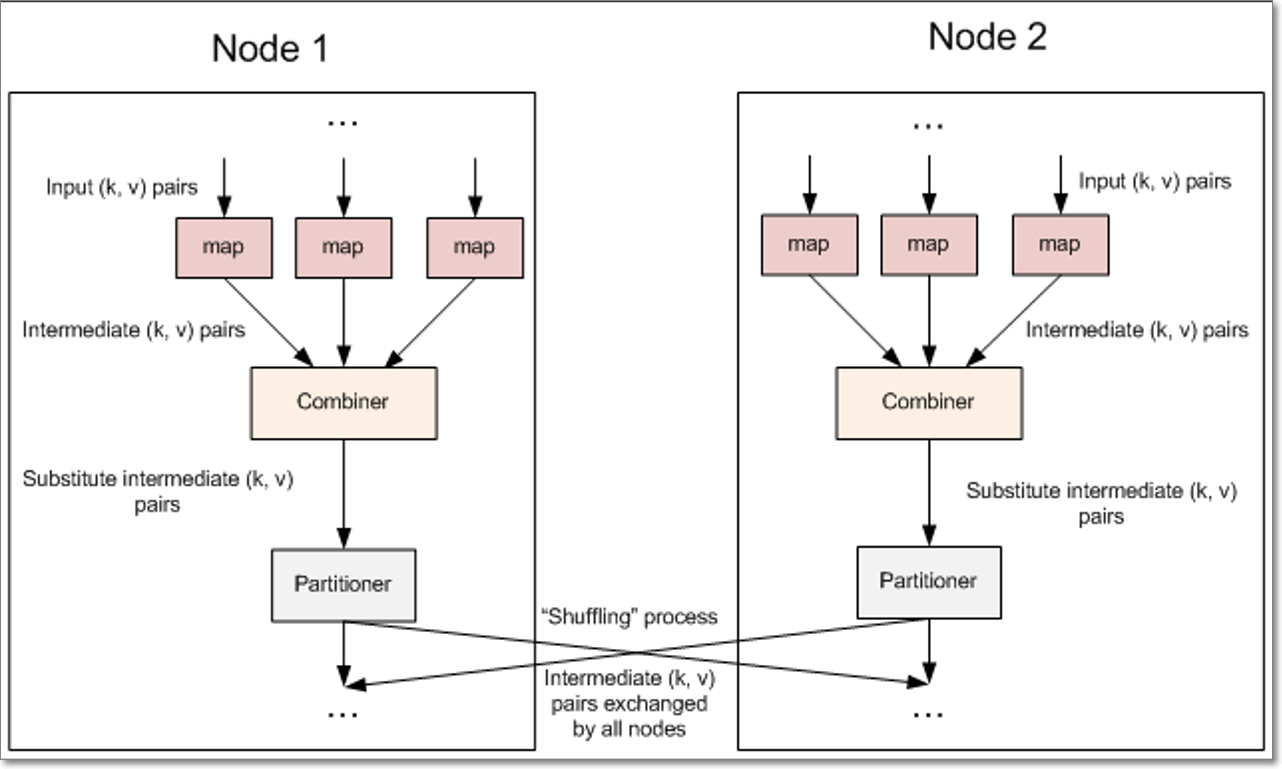 Node 1
Node 2
...
...
Input (k, v) pairs
Input (k, v) pairs
map
map
map
map
map
map
Intermediate (k, v) pairs
Intermediate (k, v) pairs
Combiner
Combiner
Substitute intermediate (k, v)
pairs
Substitute intermediate (k, v)
pairs
Partitioner
Partitioner
“Shuffling” process
Intermediate (k, v)
pairs exchanged
by all nodes
...
...